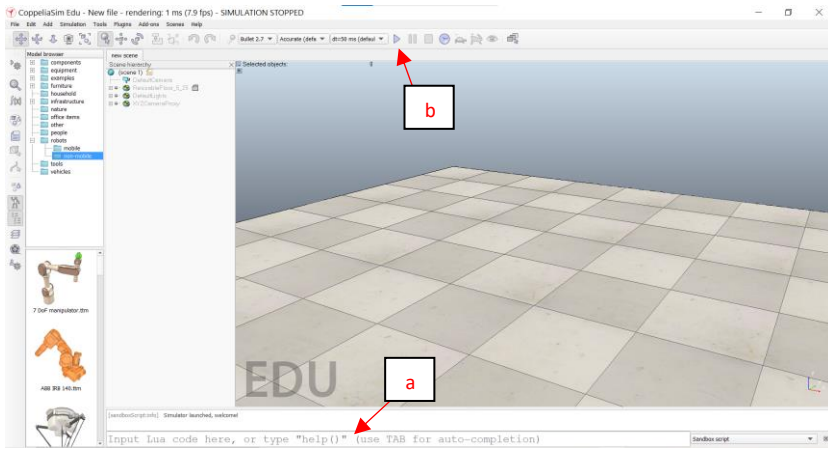 CoppeliaSim Edu - New file - rendering: 1 ms (7.9 fps) - SIMULATION STOPPED
File Edit Add Simulation Tools Plugins Add-ons Scenes Help
Bullet 2.7 Accurate (defa dt=50 ms (defaul
Model browser
components
equipment
examples
furniture
household
infrastructure
nature
office items
other
people
robots
mobile
non-mobile
tools
vehicles
7 DoF manipulator.ttm
ABB IRB 140.ttm
new scene
Scene hierarchy
(scene 1)
DefaultCamera
ResizableFloor_5_25
DefaultLights
XYZCameraProxy
Selected objects:
b
EDU
a
[sandboxScript:info] Simulator launched, welcome!
Input Lua code here, or type "help()" (use TAB for auto-completion)
Sandbox script